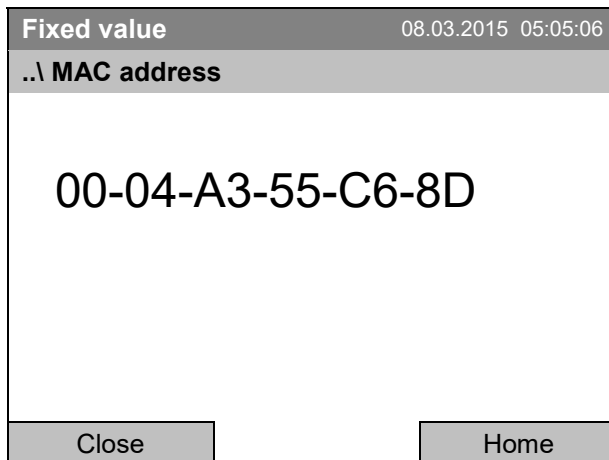 Fixed value 08.03.2015 05:05:06
..\ MAC address
00-04-A3-55-C6-8D
Close Home